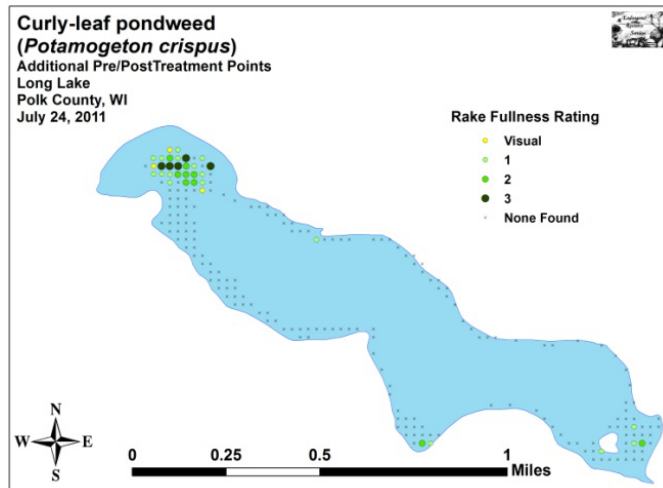 Curly-leaf pondweed
(Potamogeton crispus)
Additional Pre/PostTreatment Points
Long Lake
Polk County, WI
July 24, 2011
Rake Fullness Rating
Visual
1
2
3
None Found
N
W E
S
0 0.25 0.5 1
Miles